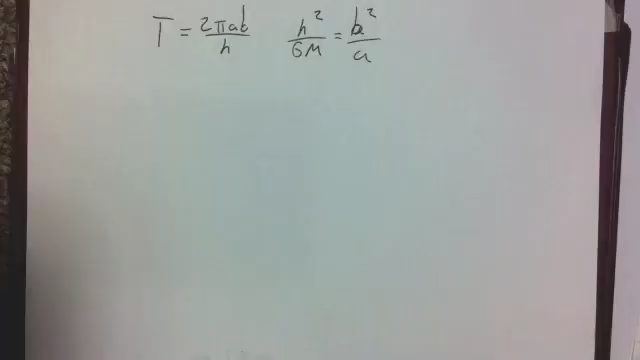 T = 2πab/h h²/GM = b²/a